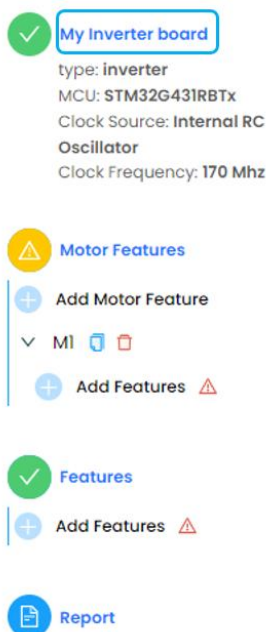 My Inverter board
type: inverter
MCU: STM32G431RBTx
Clock Source: Internal RC
Oscillator
Clock Frequency: 170 Mhz
Motor Features
Add Motor Feature
M1
Add Features
Features
Add Features
Report